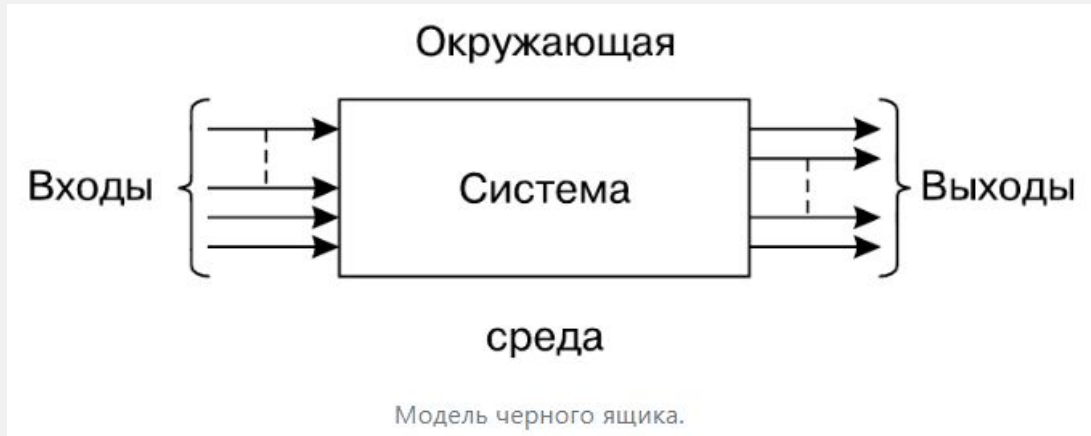 Окружающая
Входы
Система
Выходы
среда
Модель черного ящика.